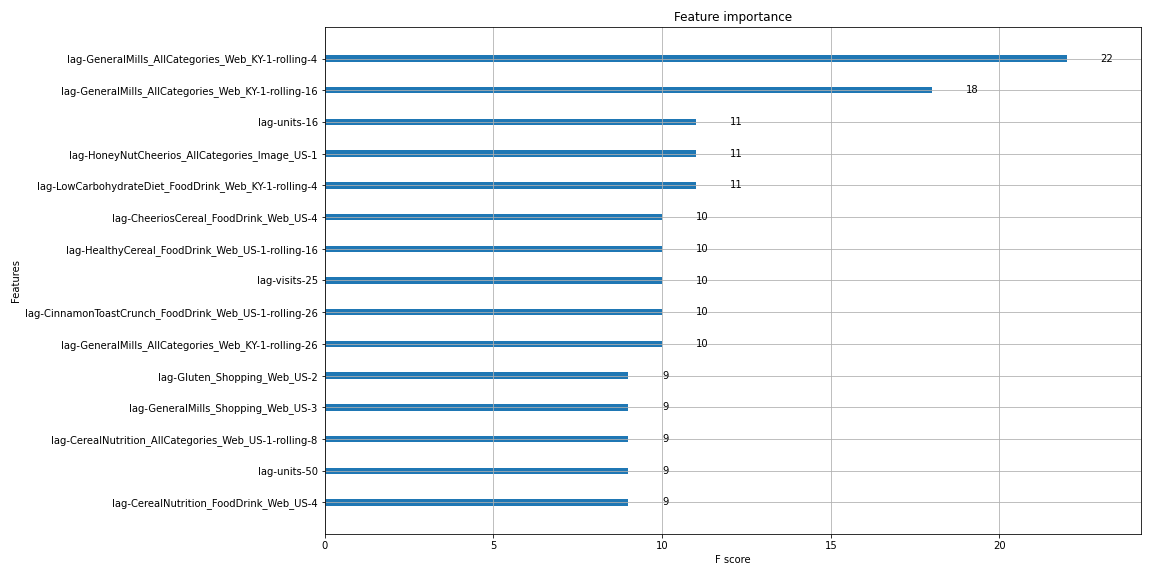 Feature importance
lag-GeneralMills_AllCategories_Web_KY-1-rolling-4 22
lag-GeneralMills_AllCategories_Web_KY-1-rolling-16 18
lag-units-16 11
lag-HoneyNutCheerios_AllCategories_Image_US-1 11
lag-LowCarbohydrateDiet_FoodDrink_Web_KY-1-rolling-4 11
lag-CheeriosCereal_FoodDrink_Web_US-4 10
lag-HealthyCereal_FoodDrink_Web_US-1-rolling-16 10
lag-visits-25 10
lag-CinnamonToastCrunch_FoodDrink_Web_US-1-rolling-26 10
lag-GeneralMills_AllCategories_Web_KY-1-rolling-26 10
lag-Gluten_Shopping_Web_US-2 9
lag-GeneralMills_Shopping_Web_US-3 9
lag-CerealNutrition_AllCategories_Web_US-1-rolling-8 9
lag-units-50 9
lag-CerealNutrition_FoodDrink_Web_US-4 9
Features
0 5 10 15 20
F score